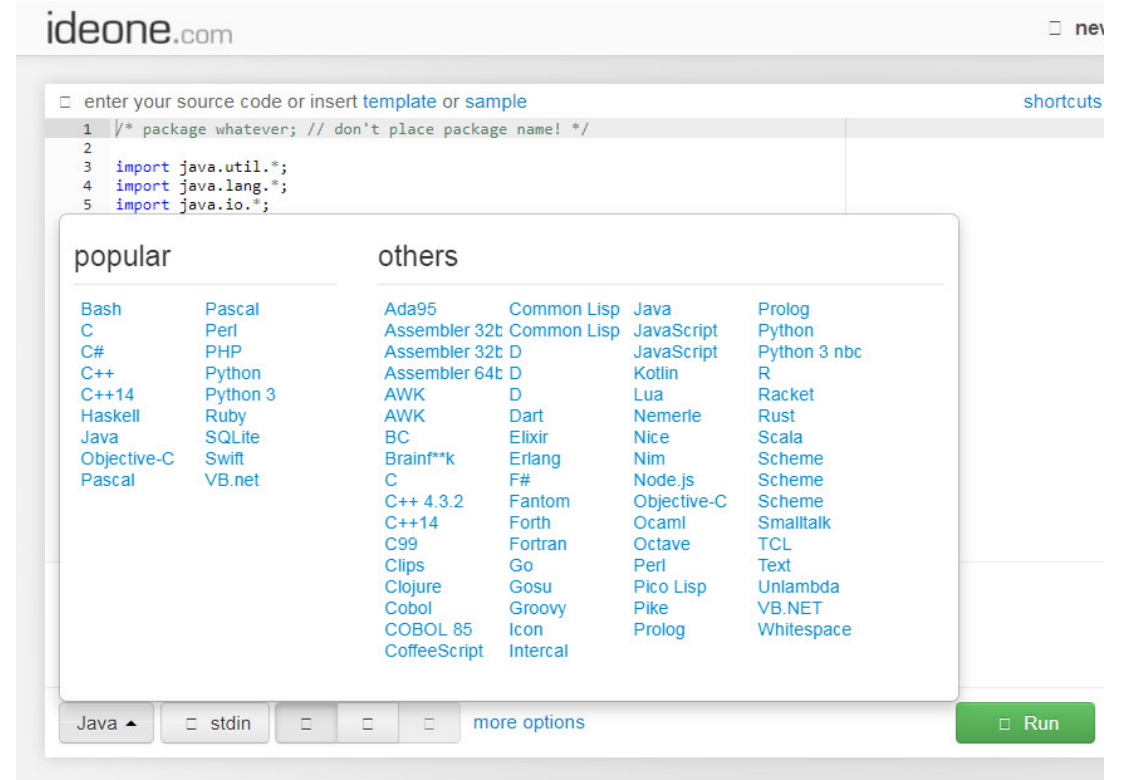 ideone.com
new
enter your source code or insert template or sample
shortcuts
1 /* package whatever; // don't place package name! */
2
3 import java.util.*;
4 import java.lang.*;
5 import java.io.*;
popular
Bash
C
C#
C++
C++14
Haskell
Java
Objective-C
Pascal
Pascal
Perl
PHP
Python
Python 3
Ruby
SQLite
Swift
VB.net
others
Ada95
Assembler 32b
Assembler 32b
Assembler 64b
AWK
AWK
BC
Brainf**k
C
C++ 4.3.2
C++14
C99
Clips
Clojure
Cobol
COBOL 85
CoffeeScript
Common Lisp
Common Lisp
D
D
D
Dart
Elixir
Erlang
F#
Fantom
Forth
Fortran
Go
Gosu
Groovy
Icon
Intercal
Java
JavaScript
JavaScript
Kotlin
Lua
Nemerle
Nice
Nim
Node.js
Objective-C
Ocaml
Octave
Perl
Pico Lisp
Pike
Prolog
Prolog
Python
Python 3 nbc
R
Racket
Rust
Scala
Scheme
Scheme
Scheme
Smalltalk
TCL
Text
Unlambda
VB.NET
Whitespace
Java
stdin
more options
Run